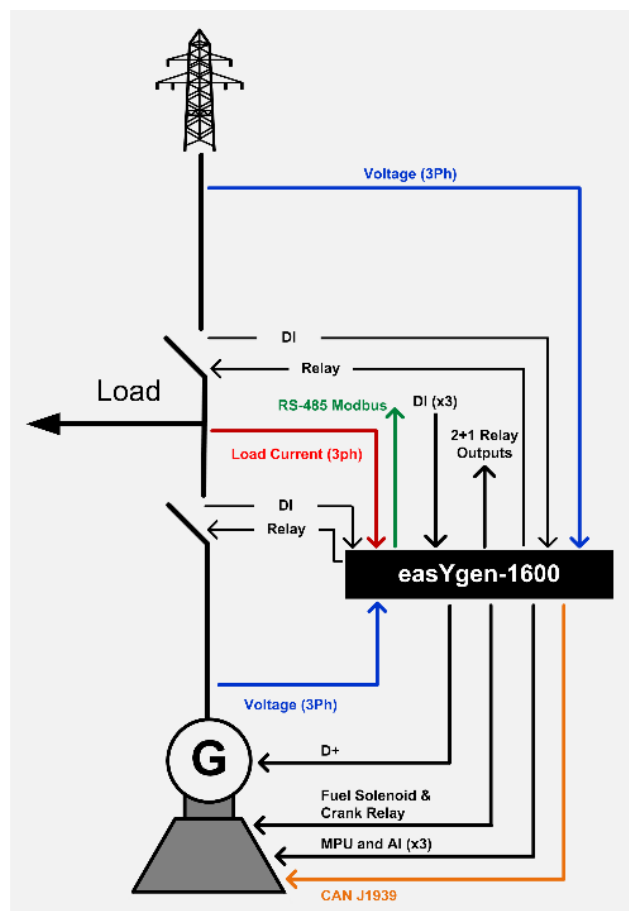 Voltage (3Ph)
DI
Relay
Load
RS-485 Modbus
DI (x3)
2+1 Relay
Outputs
Load Current (3ph)
DI
Relay
easYgen-1600
Voltage (3Ph)
G
D+
Fuel Solenoid &
Crank Relay
MPU and AI (x3)
CAN J1939